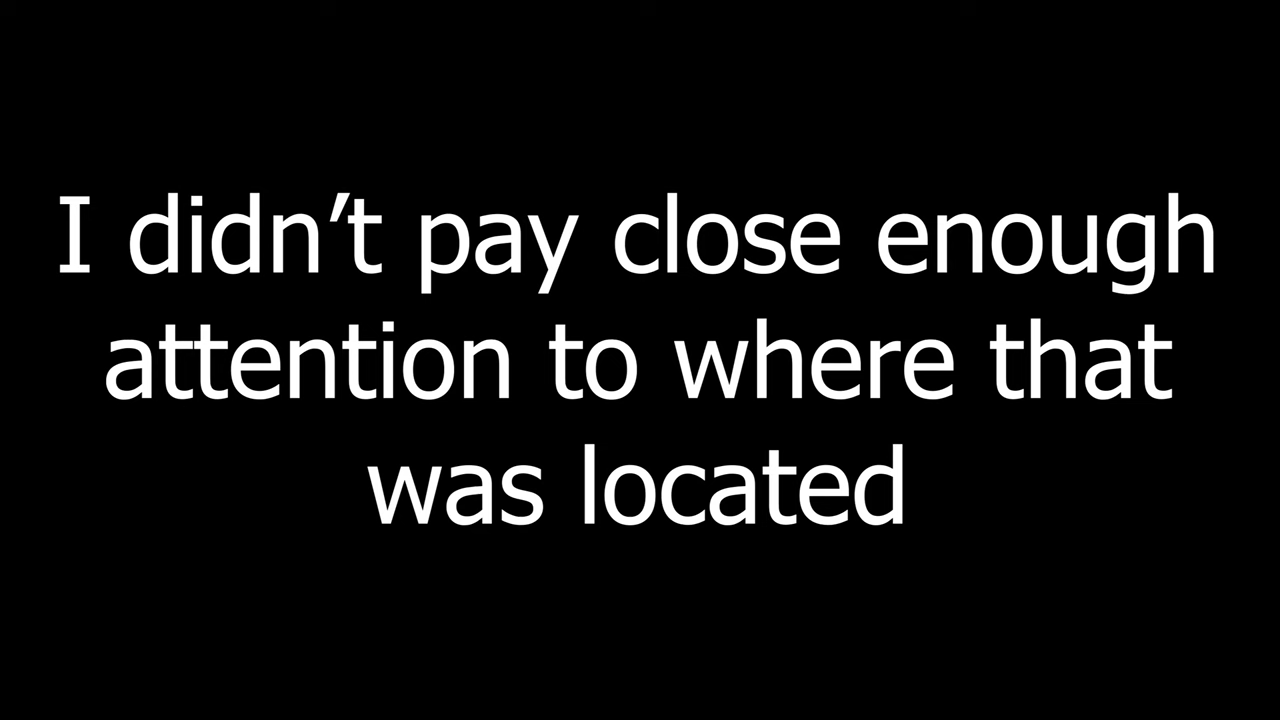 I didn’t pay close enough
attention to where that
was located